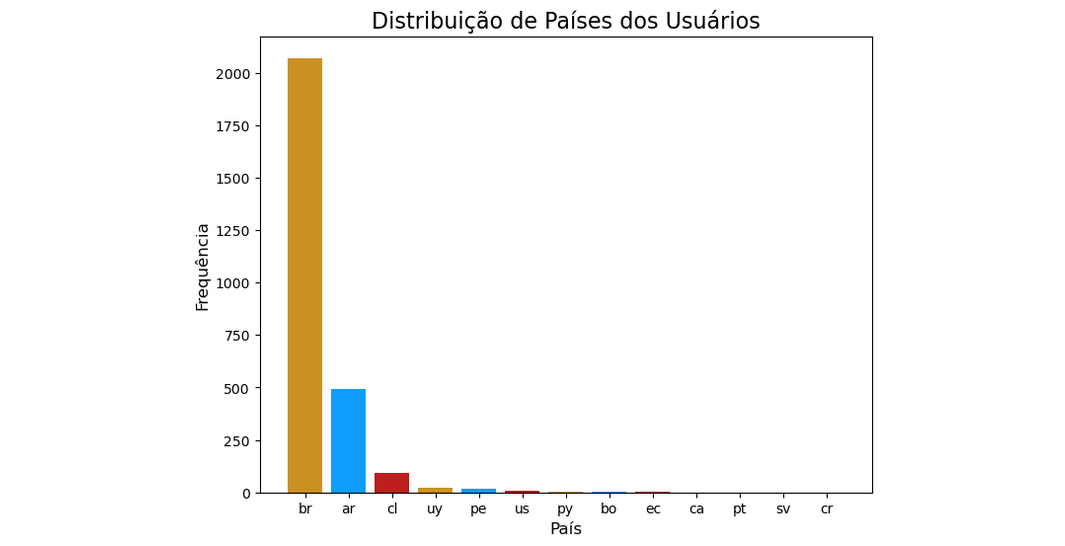 Distribuição de Países dos Usuários
Frequência
2000
1750
1500
1250
1000
750
500
250
0
br ar cl uy pe us py bo ec ca pt sv cr
País